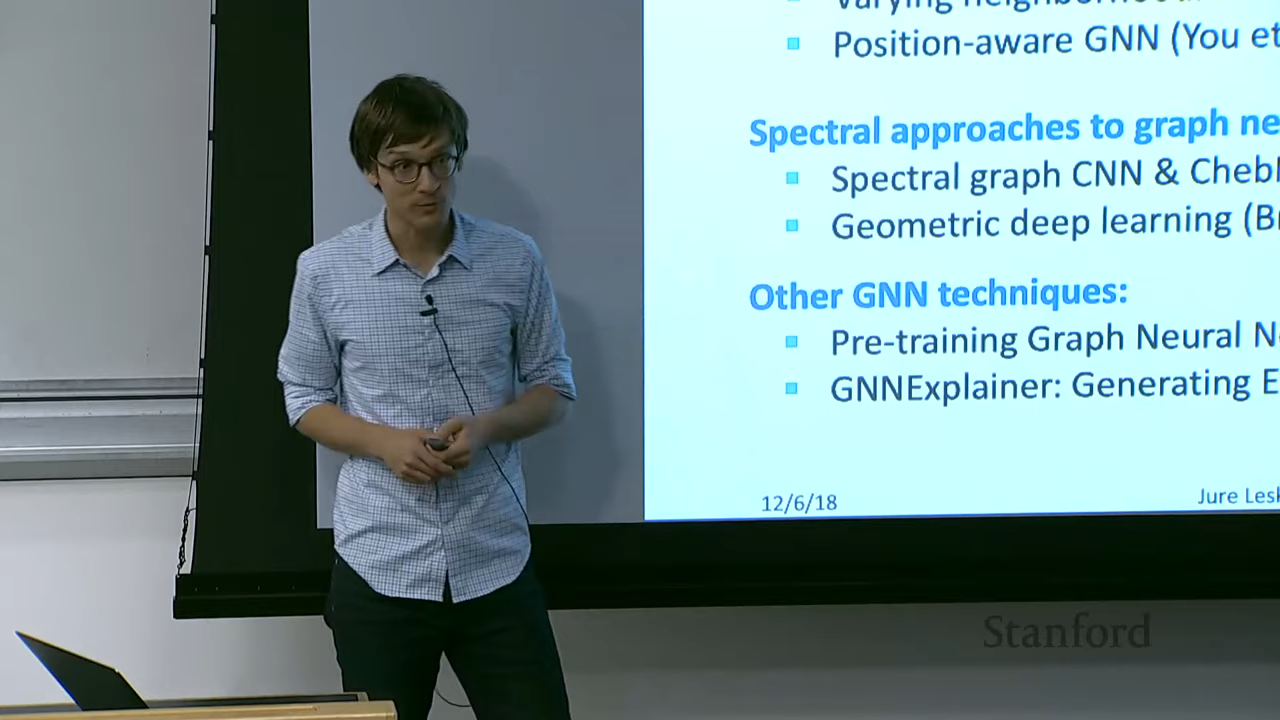 Position-aware GNN (You et
Spectral approaches to graph ne
Spectral graph CNN & Cheb
Geometric deep learning (B
Other GNN techniques:
Pre-training Graph Neural N
GNNExplainer: Generating E
12/6/18
Jure Lesk
Stanford